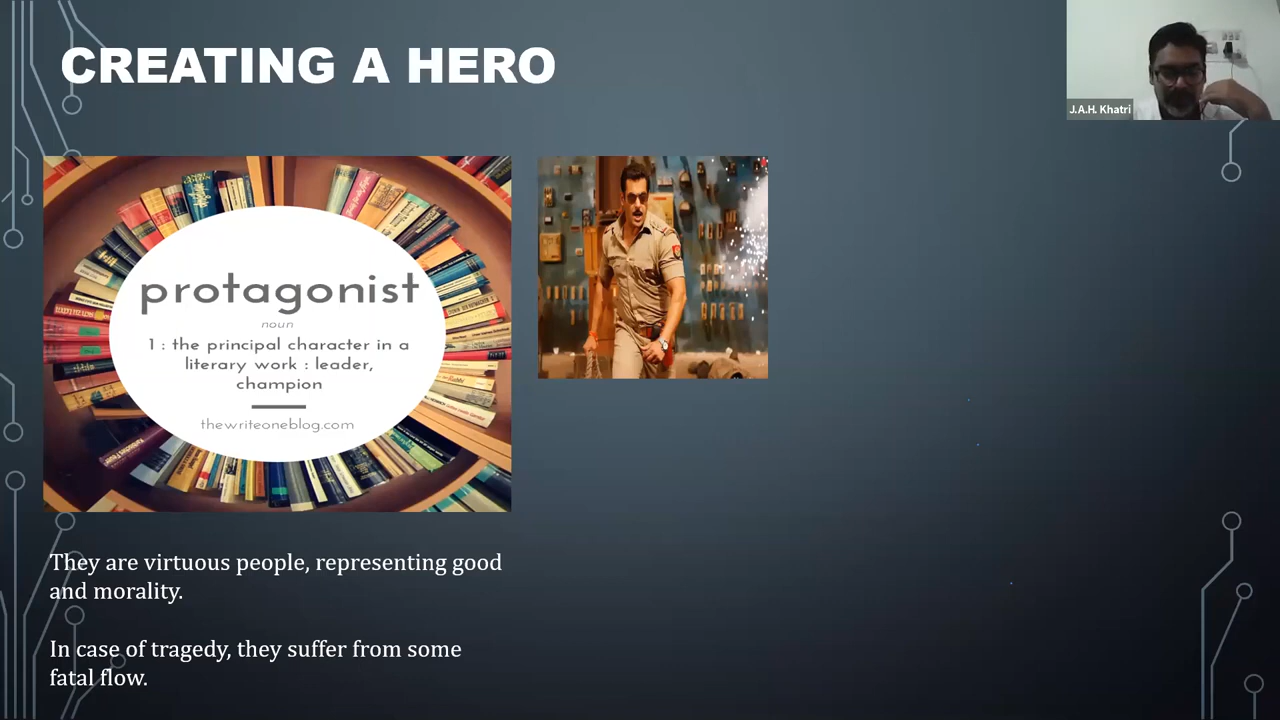 CREATING A HERO
J.A.H. Khatri
protagonist
noun
1 : the principal character in a
literary work : leader,
champion
thewriteoneblog.com
They are virtuous people, representing good
and morality.
In case of tragedy, they suffer from some
fatal flow.